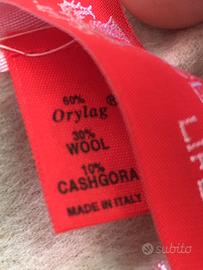 60%
Orylag®
30%
WOOL
10%
CASHGORA
MADE IN ITALY
subito